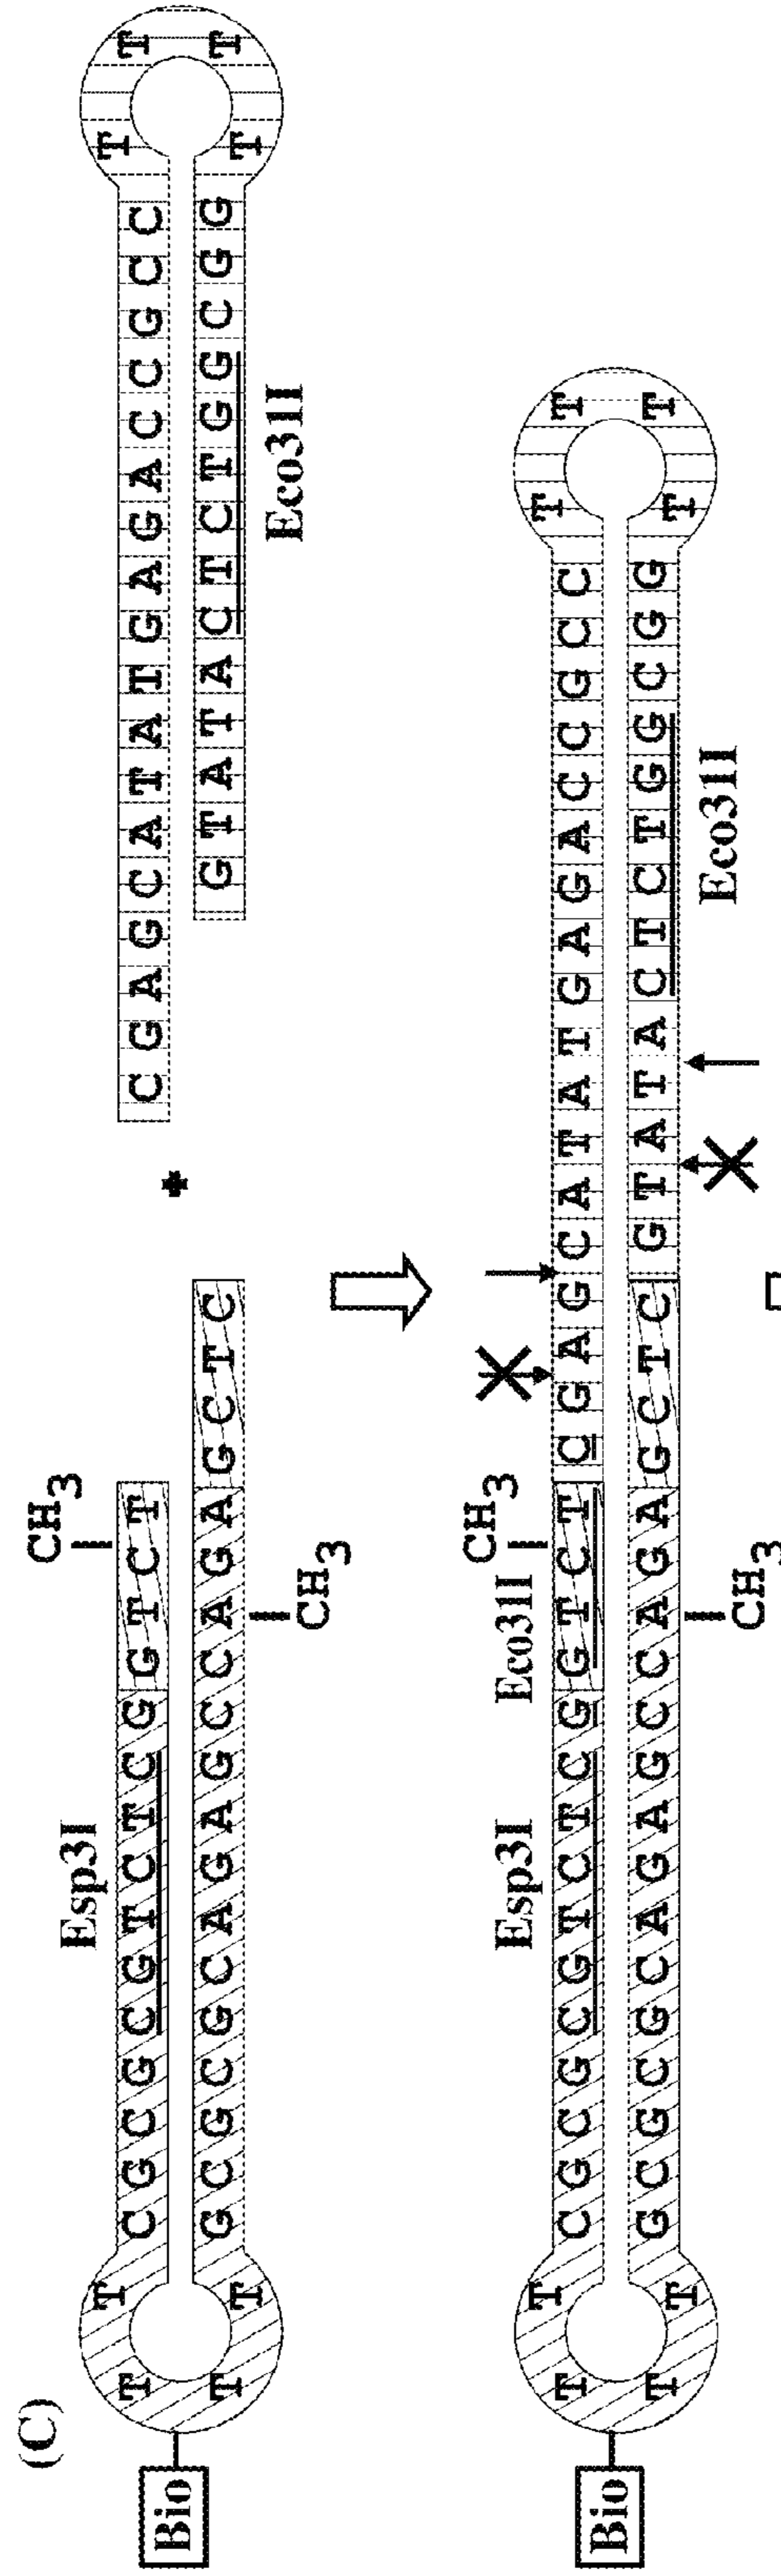 (C)
CH3
Esp3I
T T C G C G C G T C T C G G T C T C G A G C A T A T G A G A C C G C C T T
Bio
*
T T G C G C G C A G A G C C A G A G C T C G T A T A C T C T G G C G G T T
CH3
Eco31I
CH3
Esp3I Eco31I
T T C G C G C G T C T C G G T C T C G A G C A T A T G A G A C C G C C T T
Bio
T T G C G C G C A G A G C C A G A G C T C G T A T A C T C T G G C G G T T
CH3
Eco31I